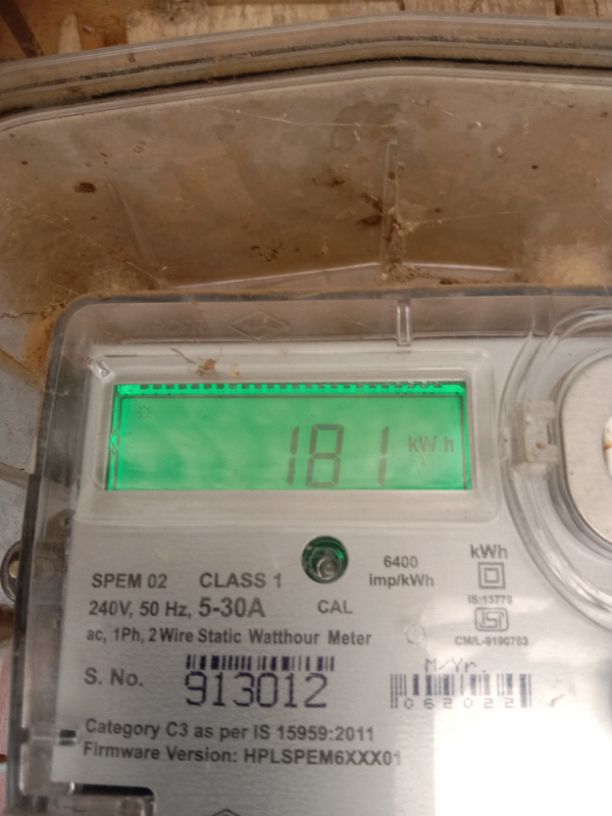 181 kWh
SPEM 02 CLASS 1 6400 imp/kWh kWh
240V, 50 Hz, 5-30A CAL IS:13779
ac, 1Ph, 2 Wire Static Watthour Meter CM/L-9190753
S. No. 913012 M/Yr. 062022
Category C3 as per IS 15959:2011
Firmware Version: HPLSPEM6XXX01